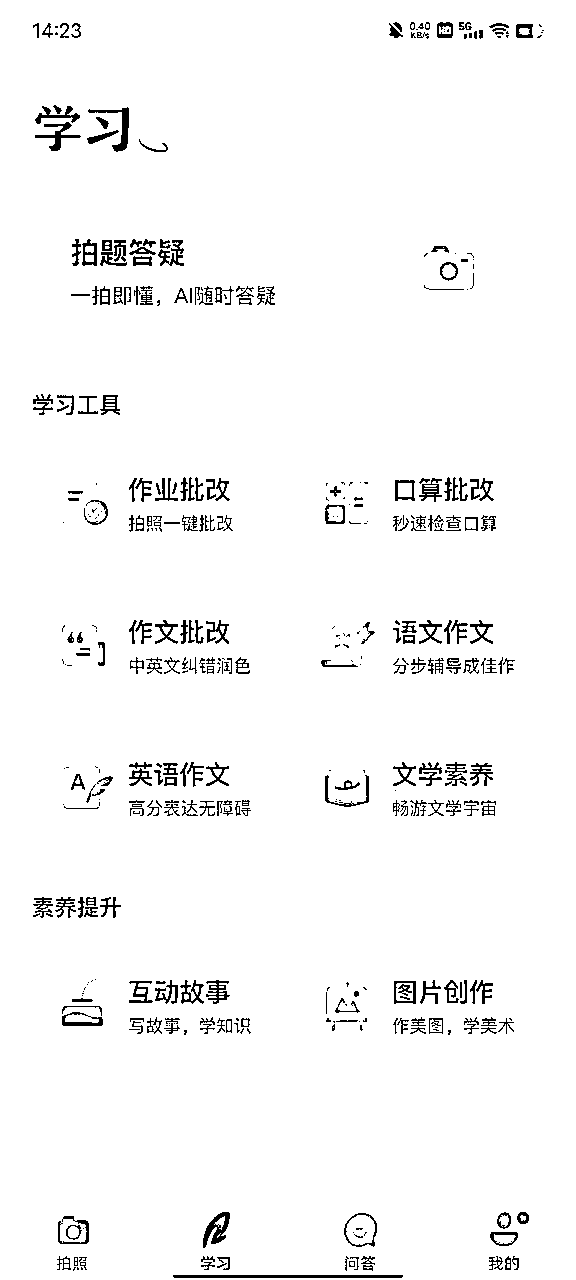 14:23
0.40 KB/s
HD
5G
学习
拍题答疑
一拍即懂，AI随时答疑
学习工具
作业批改
拍照一键批改
口算批改
秒速检查口算
作文批改
中英文纠错润色
语文作文
分步辅导成佳作
A
英语作文
高分表达无障碍
文学素养
畅游文学宇宙
素养提升
互动故事
写故事，学知识
图片创作
作美图，学美术
拍照
学习
问答
我的